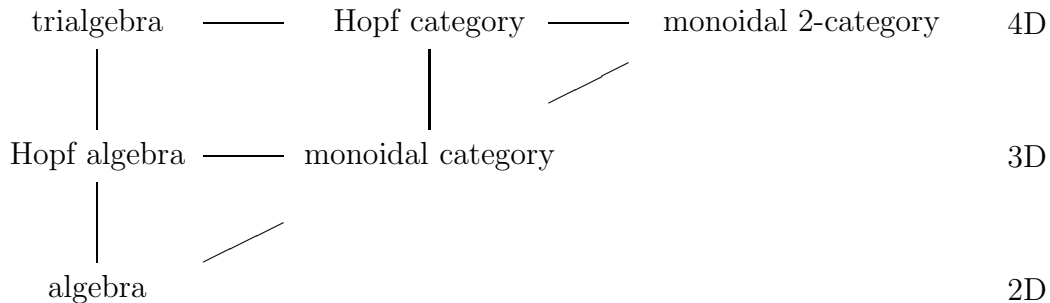 trialgebra Hopf category monoidal 2-category 4D
Hopf algebra monoidal category 3D
algebra 2D